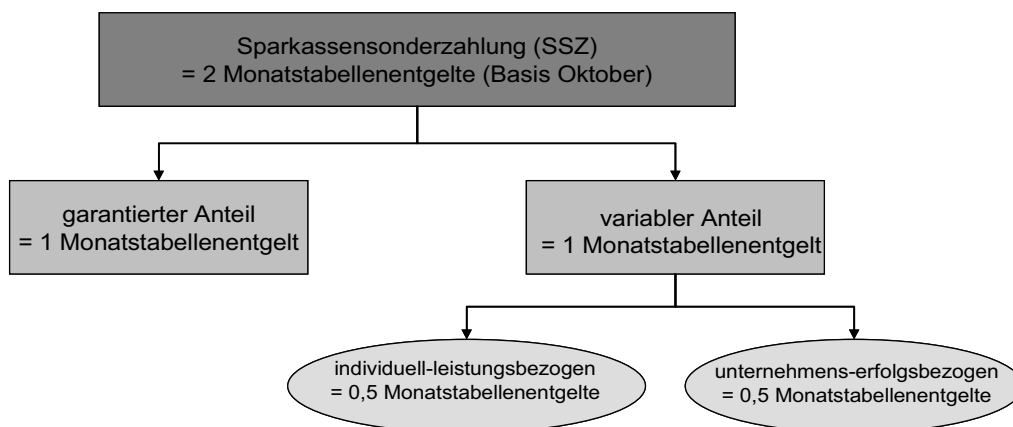 Sparkassensonderzahlung (SSZ)
= 2 Monatstabellenentgelte (Basis Oktober)
garantierter Anteil
= 1 Monatstabellenentgelt
variabler Anteil
= 1 Monatstabellenentgelt
individuell-leistungsbezogen
= 0,5 Monatstabellenentgelte
unternehmens-erfolgsbezogen
= 0,5 Monatstabellenentgelte